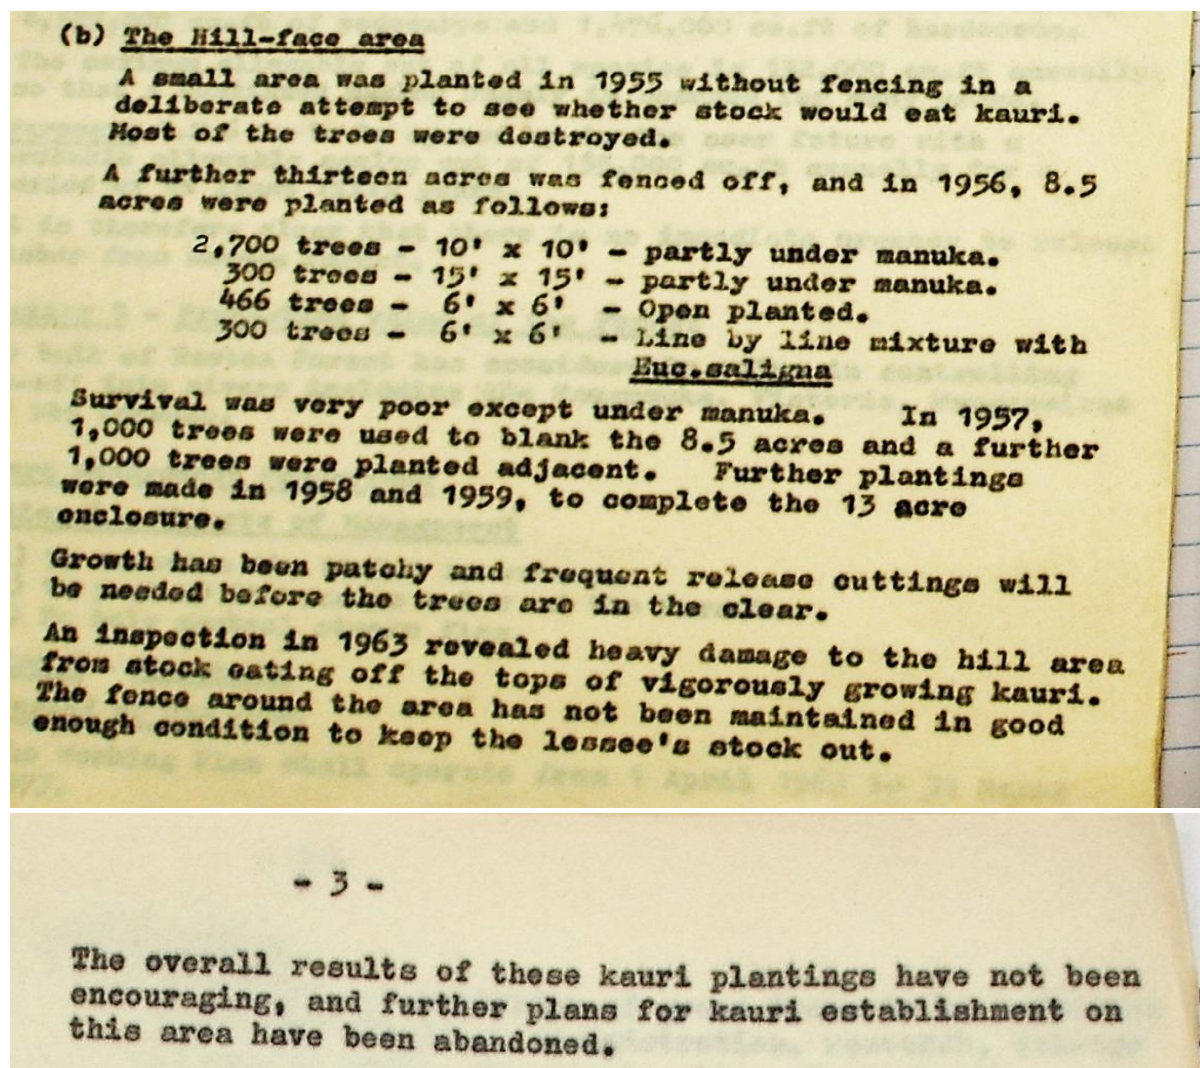 (b) The Hill-face area
A small area was planted in 1955 without fencing in a
deliberate attempt to see whether stock would eat kauri.
Most of the trees were destroyed.
A further thirteen acres was fenced off, and in 1956, 8.5
acres were planted as follows:
2,700 trees - 10' x 10' - partly under manuka.
300 trees - 15' x 15' - partly under manuka.
466 trees - 6' x 6' - Open planted.
300 trees - 6' x 6' - Line by line mixture with
Euc.saligna
Survival was very poor except under manuka. In 1957,
1,000 trees were used to blank the 8.5 acres and a further
1,000 trees were planted adjacent. Further plantings
were made in 1958 and 1959, to complete the 13 acre
enclosure.
Growth has been patchy and frequent release cuttings will
be needed before the trees are in the clear.
An inspection in 1963 revealed heavy damage to the hill area
from stock eating off the tops of vigorously growing kauri.
The fence around the area has not been maintained in good
enough condition to keep the lessee's stock out.
- 3 -
The overall results of these kauri plantings have not been
encouraging, and further plans for kauri establishment on
this area have been abandoned.